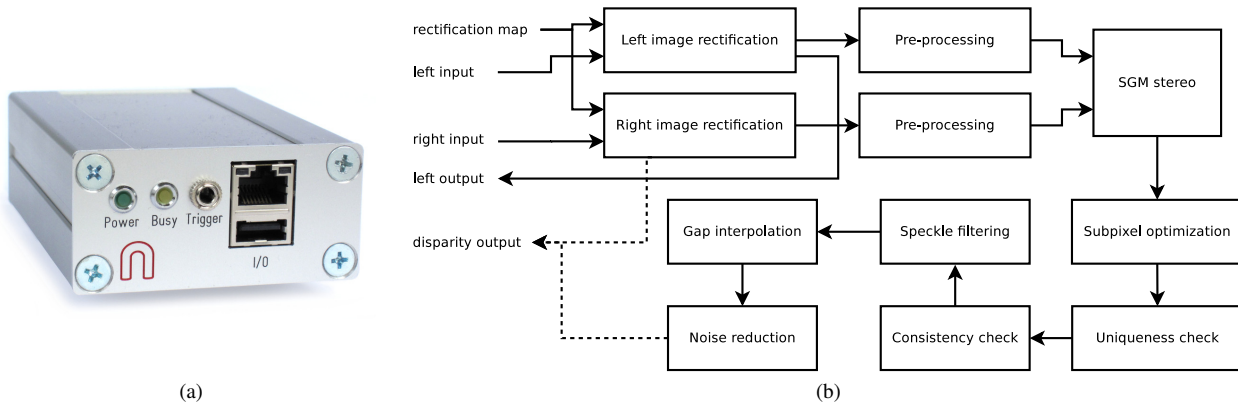 Power Busy Trigger
I/O
(a)
rectification map
left input
right input
left output
disparity output
Left image rectification
Pre-processing
Right image rectification
Pre-processing
SGM stereo
Gap interpolation
Speckle filtering
Subpixel optimization
Noise reduction
Consistency check
Uniqueness check
(b)